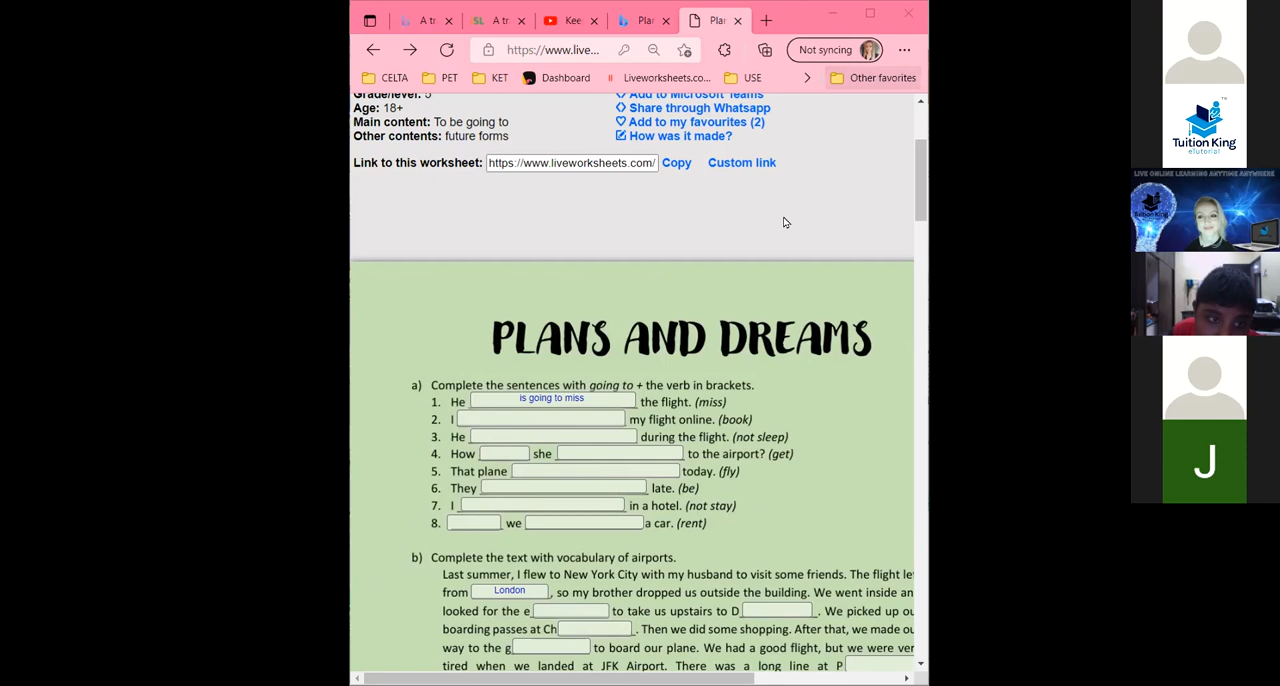 A tr
SL A tr
Kee
Plar
Plar
https://www.live...
Not syncing
CELTA
PET
KET
Dashboard
Liveworksheets.co...
USE
Other favorites
Grade/level: 5
Age: 18+
Main content: To be going to
Other contents: future forms
Add to Microsoft Teams
Share through Whatsapp
Add to my favourites (2)
How was it made?
Link to this worksheet: https://www.liveworksheets.com/ Copy Custom link
PLANS AND DREAMS
a) Complete the sentences with going to + the verb in brackets.
1. He is going to miss the flight. (miss)
2. I my flight online. (book)
3. He during the flight. (not sleep)
4. How she to the airport? (get)
5. That plane today. (fly)
6. They late. (be)
7. I in a hotel. (not stay)
8. we a car. (rent)
b) Complete the text with vocabulary of airports.
Last summer, I flew to New York City with my husband to visit some friends. The flight le
from London, so my brother dropped us outside the building. We went inside an
looked for the e to take us upstairs to D. We picked up ou
boarding passes at Ch. Then we did some shopping. After that, we made ou
way to the g to board our plane. We had a good flight, but we were ver
tired when we landed at JFK Airport. There was a long line at P
TM
Tuition King
eTutorial
LIVE ONLINE LEARNING ANYTIME ANYWHERE
Tuition King
J